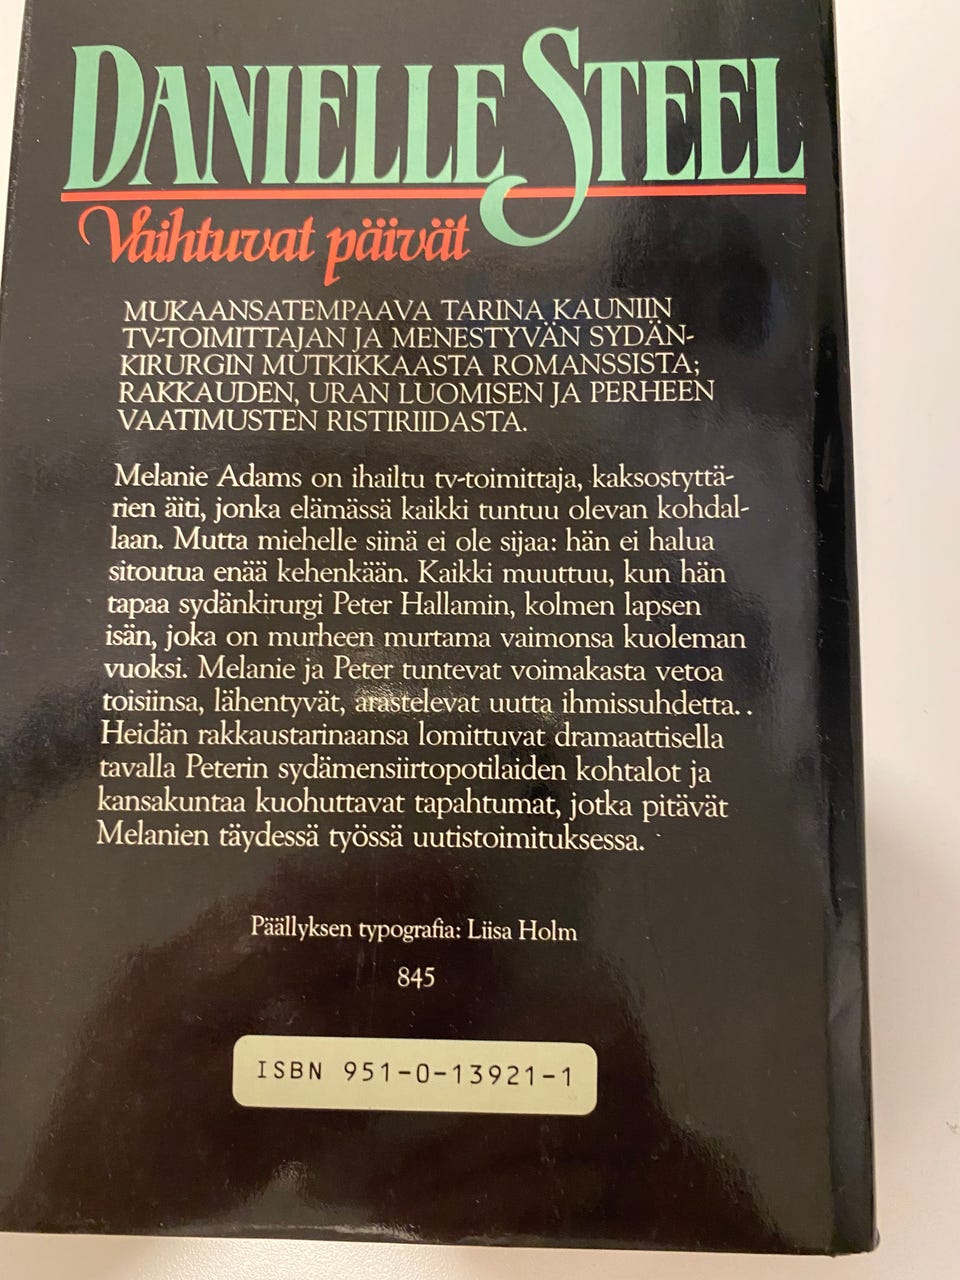 DANIELLE STEEL
Vaihtuvat päivät
MUKAANSATEMPAAVA TARINA KAUNIIN
TV-TOIMITTAJAN JA MENESTYVÄN SYDÄN-
KIRURGIN MUTKIKKAASTA ROMANSSISTA;
RAKKAUDEN, URAN LUOMISEN JA PERHEEN
VAATIMUSTEN RISTIRIIDASTA.
Melanie Adams on ihailtu tv-toimittaja, kaksostyttä-
rien äiti, jonka elämässä kaikki tuntuu olevan kohdal-
laan. Mutta miehelle siinä ei ole sijaa: hän ei halua
sitoutua enää kehenkään. Kaikki muuttuu, kun hän
tapaa sydänkirurgi Peter Hallamin, kolmen lapsen
isän, joka on murheen murtama vaimonsa kuoleman
vuoksi. Melanie ja Peter tuntevat voimakasta vetoa
toisiinsa, lähentyvät, arastelevat uutta ihmissuhdetta..
Heidän rakkaustarinaansa lomittuvat dramaattisella
tavalla Peterin sydämensiirtopotilaiden kohtalot ja
kansakuntaa kuohuttavat tapahtumat, jotka pitävät
Melanien täydessä työssä uutistoimituksessa.
Päällyksen typografia: Liisa Holm
845
ISBN 951-0-13921-1